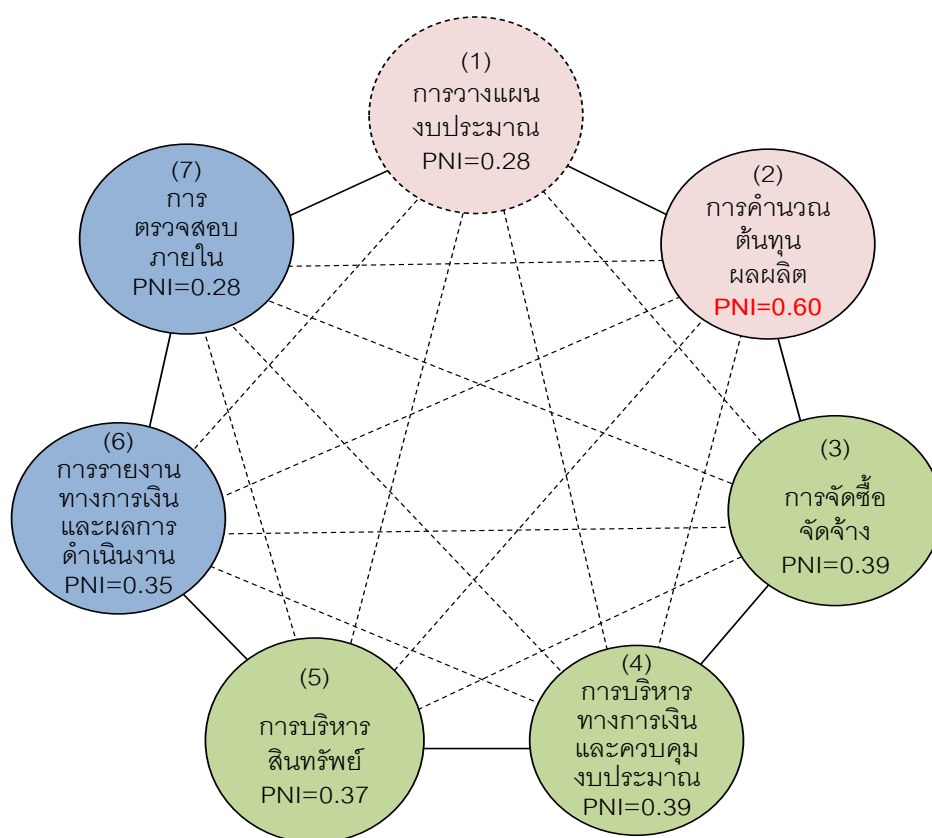 (1)
การวางแผน
งบประมาณ
PNI=0.28
(2)
การคำนวณ
ต้นทุน
ผลผลิต
PNI=0.60
(3)
การจัดซื้อ
จัดจ้าง
PNI=0.39
(4)
การบริหาร
ทางการเงิน
และควบคุม
งบประมาณ
PNI=0.39
(5)
การบริหาร
สินทรัพย์
PNI=0.37
(6)
การรายงาน
ทางการเงิน
และผลการ
ดำเนินงาน
PNI=0.35
(7)
การ
ตรวจสอบ
ภายใน
PNI=0.28